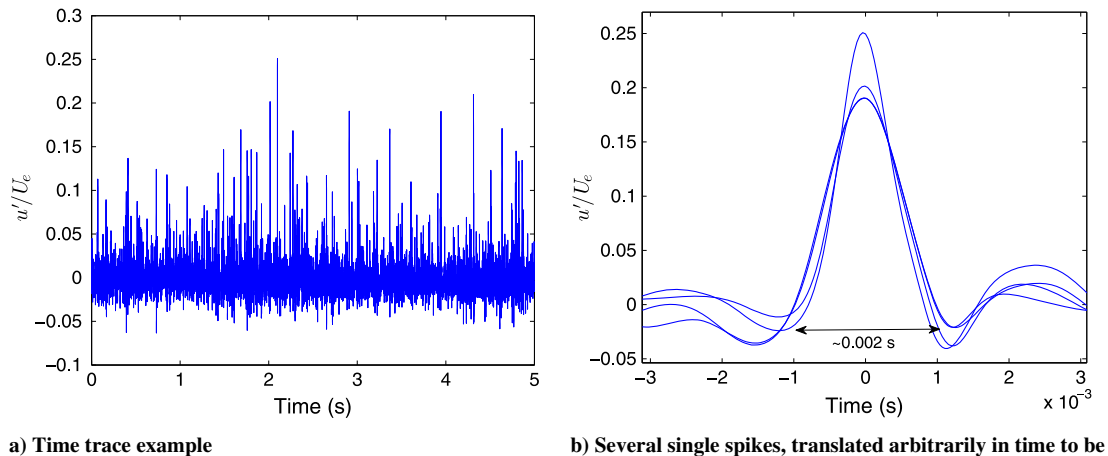 0.3
0.25
0.2
0.15
0.1
0.05
0
−0.05
−0.1
u′/Uₑ
0 1 2 3 4 5
Time (s)
a) Time trace example
0.25
0.2
0.15
0.1
0.05
0
−0.05
u′/Uₑ
~0.002 s
−3 −2 −1 0 1 2 3
Time (s)
x 10⁻³
b) Several single spikes, translated arbitrarily in time to be